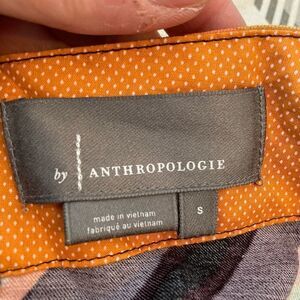 by ANTHROPOLOGIE
made in vietnam
fabriqué au vietnam
S